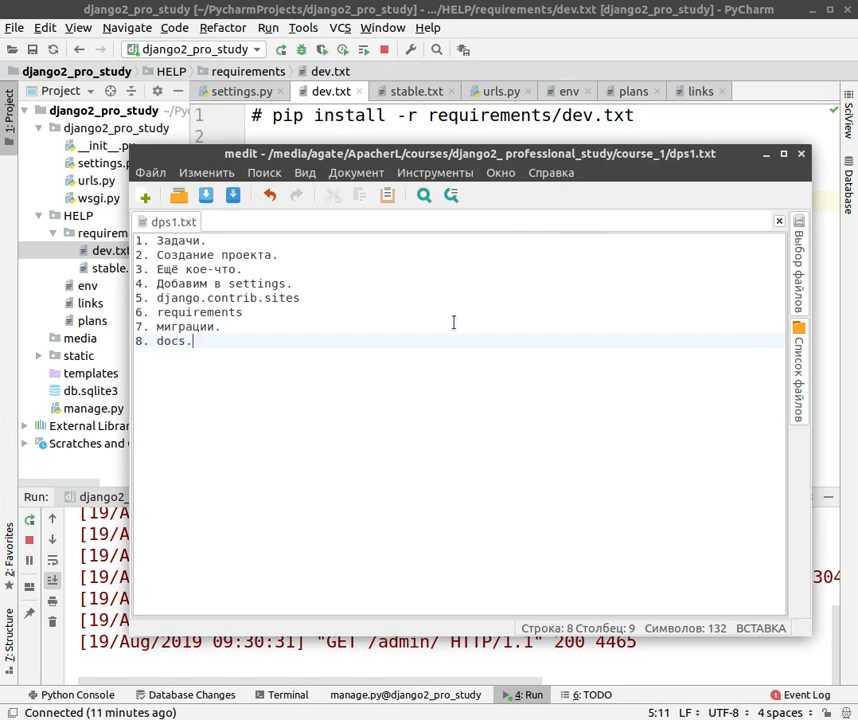 django2_pro_study [~/PycharmProjects/django2_pro_study] - .../HELP/requirements/dev.txt [django2_pro_study] - PyCharm
File Edit View Navigate Code Refactor Run Tools VCS Window Help
django2_pro_study
django2_pro_study HELP requirements dev.txt
1: Project
Project
settings.py dev.txt stable.txt urls.py env plans links
SciView
Database
django2_pro_study ~/Pyc
django2_pro_study
__init__.py
settings.p
urls.py
wsgi.py
HELP
requirem
dev.txt
stable.
env
links
plans
media
static
templates
db.sqlite3
manage.py
External Librar
Scratches and
1 # pip install -r requirements/dev.txt
2
medit - /media/agate/ApacherL/courses/django2_ professional_study/course_1/dps1.txt
Файл Изменить Поиск Вид Документ Инструменты Окно Справка
dps1.txt
1. Задачи.
2. Создание проекта.
3. Ещё кое-что.
4. Добавим в settings.
5. django.contrib.sites
6. requirements
7. миграции.
8. docs.
Выбор файлов
Список файлов
Строка: 8 Столбец: 9 Символов: 132 ВСТАВКА
Run: django2_
2: Favorites
7: Structure
[19/A
[19/A
[19/A
[19/A 304
[19/A
[19/A
[19/Aug/2019 09:30:31] "GET /admin/ HTTP/1.1" 200 4465
Python Console Database Changes Terminal manage.py@django2_pro_study 4: Run 6: TODO 1 Event Log
Connected (11 minutes ago) 5:11 LF UTF-8 4 spaces